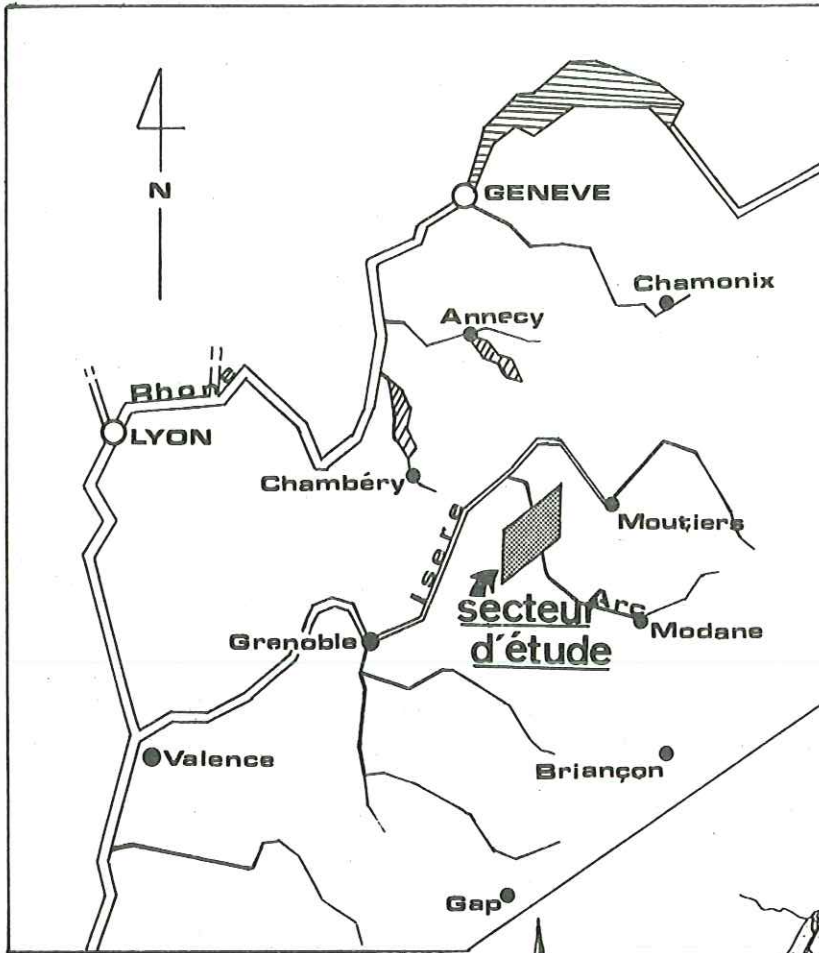 N
GENEVE
Chamonix
Annecy
Rhone
LYON
Chambéry
Isere
Moutiers
secteur
d'étude
Arc
Modane
Grenoble
Valence
Briançon
Gap